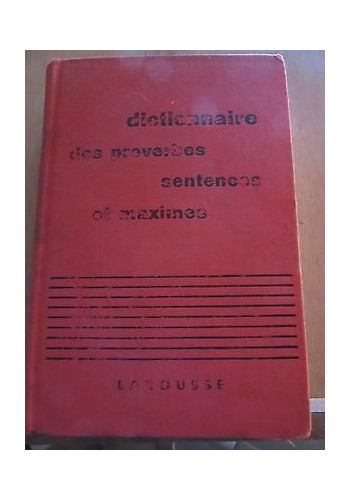 dictionnaire
des proverbes
sentences
et maximes
LAROUSSE